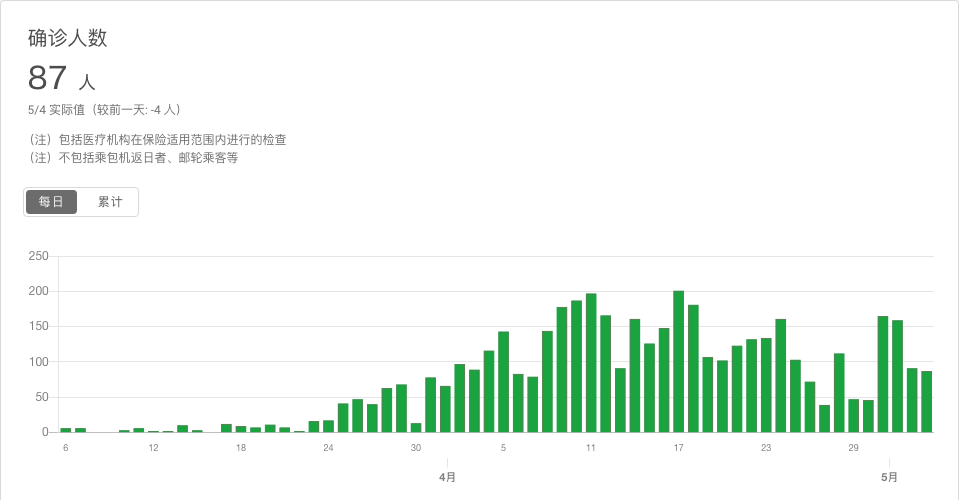 确诊人数
87 人
5/4 实际值（较前一天: -4 人）
（注）包括医疗机构在保险适用范围内进行的检查
（注）不包括乘包机返日者、邮轮乘客等
每日 累计
250
200
150
100
50
0
6 12 18 24 30 5 11 17 23 29
4月 5月